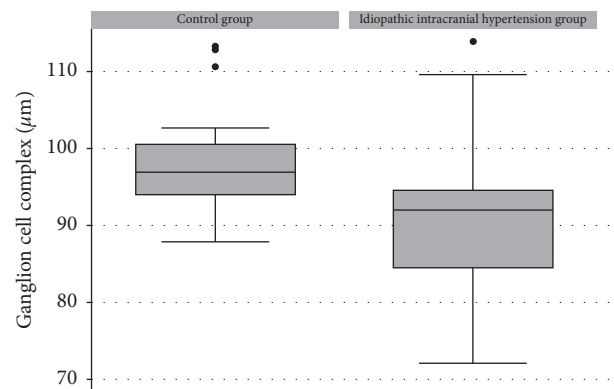 Control group
Idiopathic intracranial hypertension group
Ganglion cell complex (μm)
110
100
90
80
70